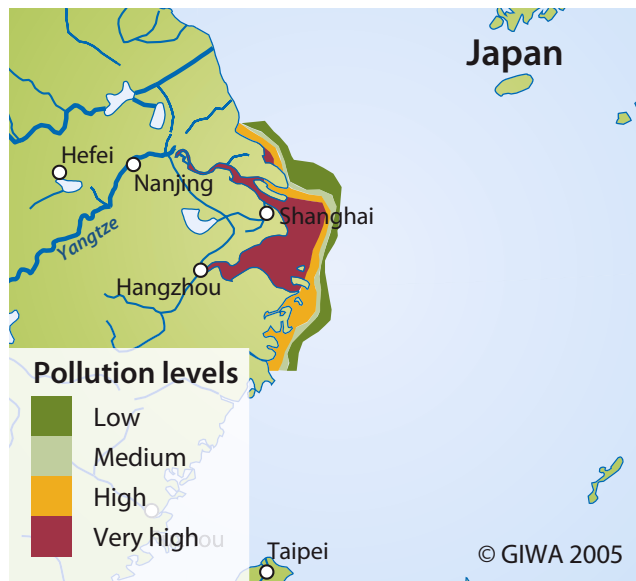 Japan
Hefei
Nanjing
Shanghai
Yangtze
Hangzhou
Pollution levels
Low
Medium
High
Very high
Taipei
© GIWA 2005